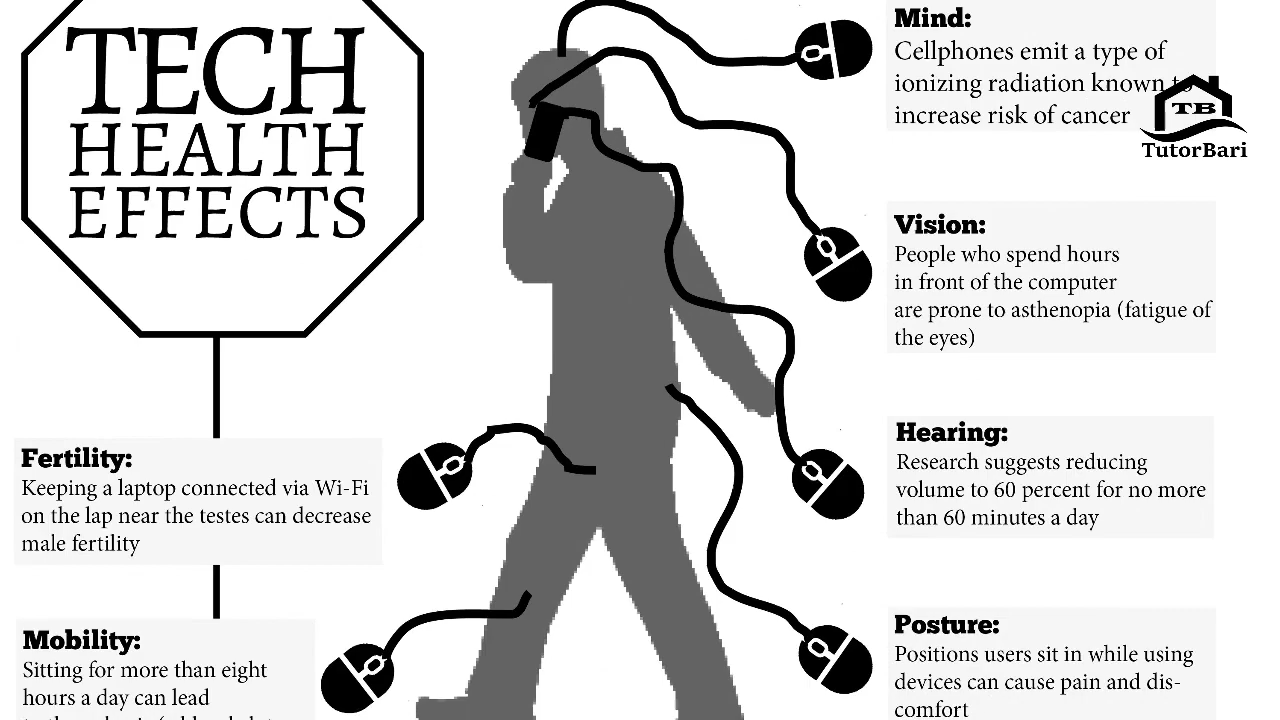 TECH
HEALTH
EFFECTS
Mind:
Cellphones emit a type of
ionizing radiation known to
increase risk of cancer
TB
TutorBari
Vision:
People who spend hours
in front of the computer
are prone to asthenopia (fatigue of
the eyes)
Hearing:
Research suggests reducing
volume to 60 percent for no more
than 60 minutes a day
Posture:
Positions users sit in while using
devices can cause pain and dis-
comfort
Fertility:
Keeping a laptop connected via Wi-Fi
on the lap near the testes can decrease
male fertility
Mobility:
Sitting for more than eight
hours a day can lead